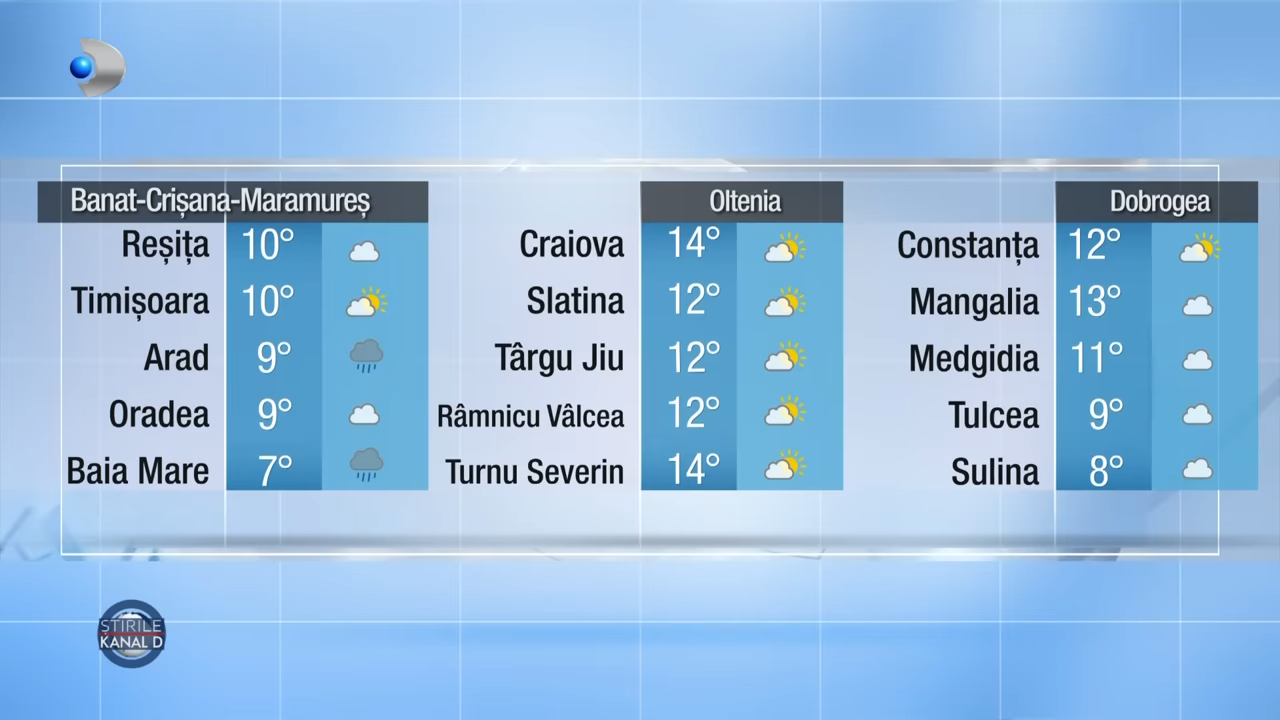 Banat-Crișana-Maramureș
Reșița 10°
Timișoara 10°
Arad 9°
Oradea 9°
Baia Mare 7°
Oltenia
Craiova 14°
Slatina 12°
Târgu Jiu 12°
Râmnicu Vâlcea 12°
Turnu Severin 14°
Dobrogea
Constanța 12°
Mangalia 13°
Medgidia 11°
Tulcea 9°
Sulina 8°
ȘTIRILE
KANAL D